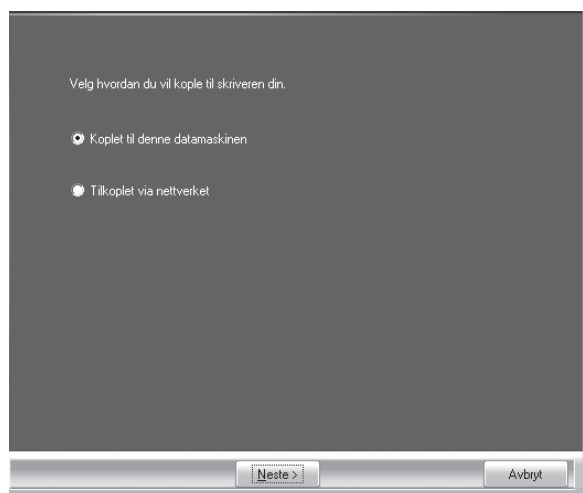 Velg hvordan du vil kople til skriveren din.
Koplet til denne datamaskinen
Tilkoplet via nettverket
Neste >
Avbryt